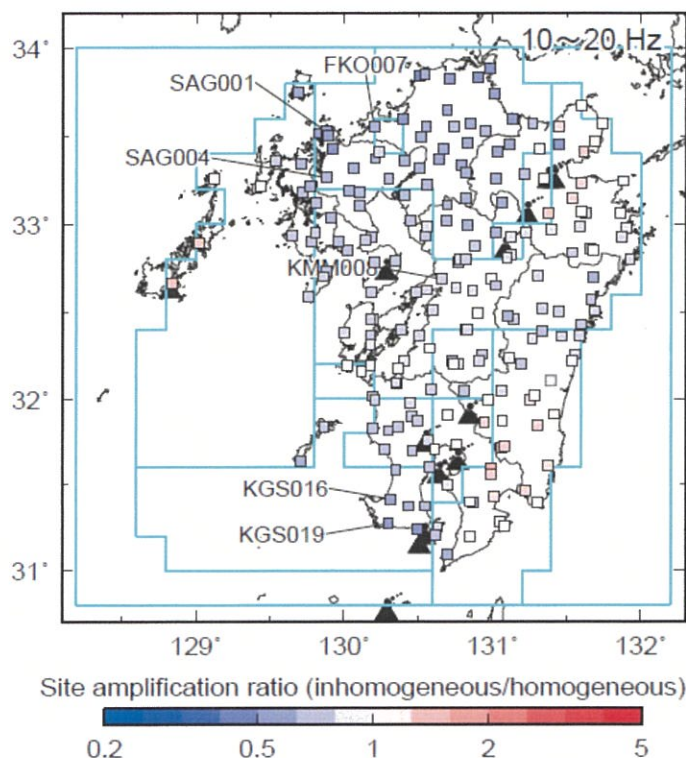 10~20 Hz
34°
FKO007
SAG001
SAG004
33°
KMM008
32°
KGS016
KGS019
31°
129° 130° 131° 132°
Site amplification ratio (inhomogeneous/homogeneous)
0.2 0.5 1 2 5